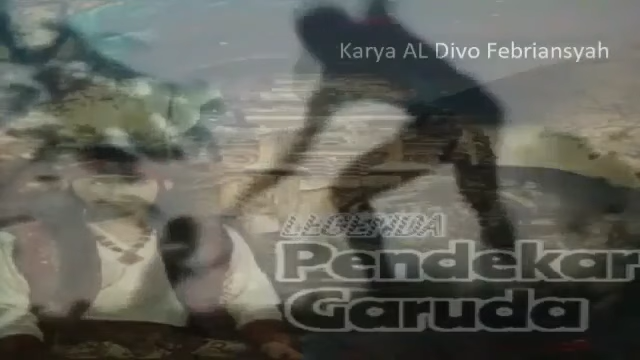 Karya AL Divo Febriansyah
LEGENDA
Pendekar
Garuda